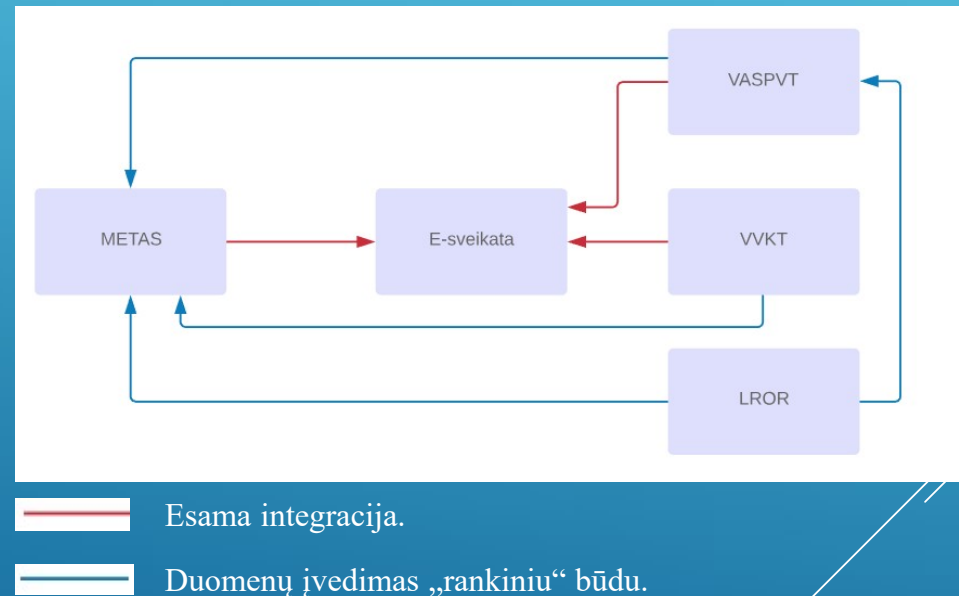 VASPVT
METAS
E-sveikata
VVKT
LROR
Esama integracija.
Duomenų įvedimas „rankiniu“ būdu.